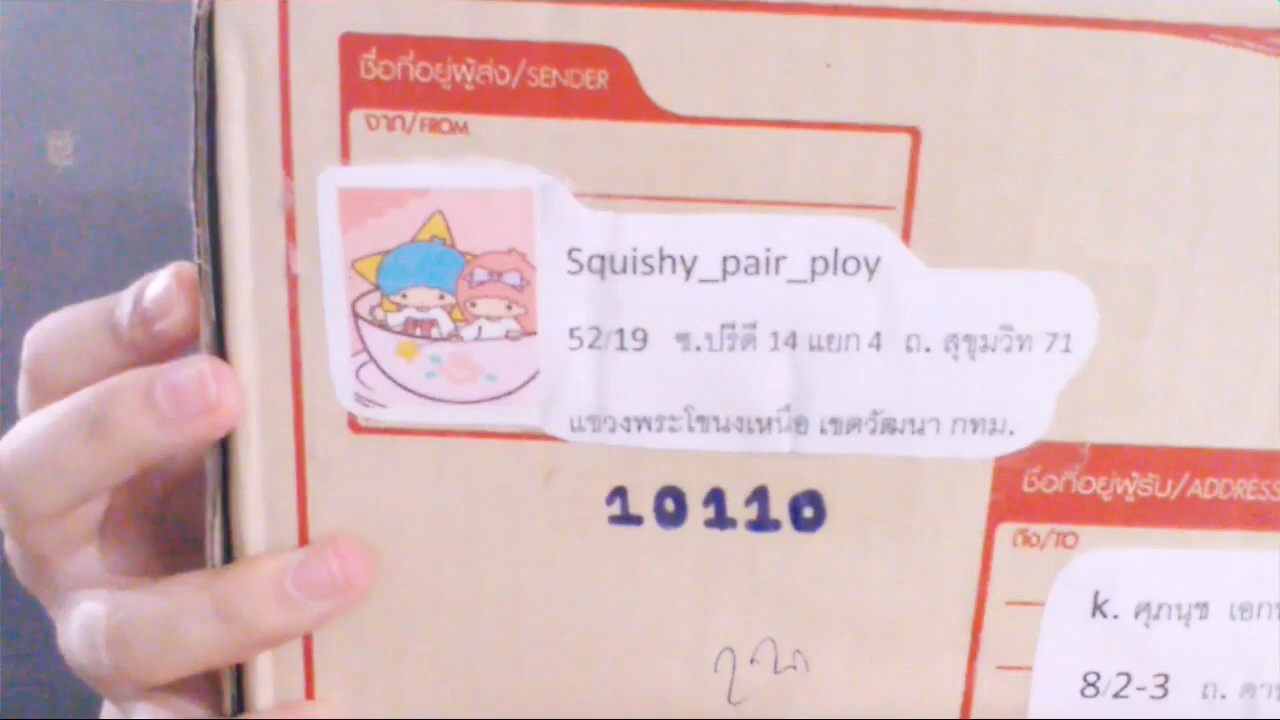 ชื่อที่อยู่ผู้ส่ง/SENDER
จาก/FROM
Squishy_pair_ploy
52/19 ซ.ปรีดี 14 แยก 4 ถ. สุขุมวิท 71
แขวงพระโขนงเหนือ เขตวัฒนา กทม.
10110
ชื่อที่อยู่ผู้รับ/ADDRESS
ถึง/TO
k. ศุภนุช
8/2-3 ถ.